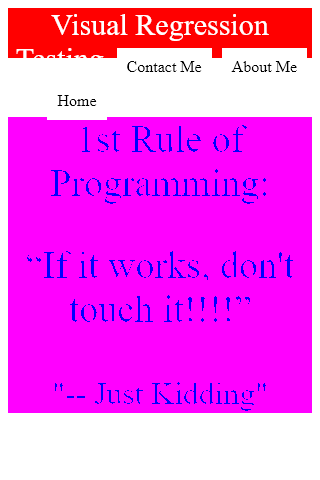 Visual Regression
Testing
Contact Me
About Me
Home
1st Rule of
Programming:
“If it works, don't
touch it!!!!”
"-- Just Kidding"